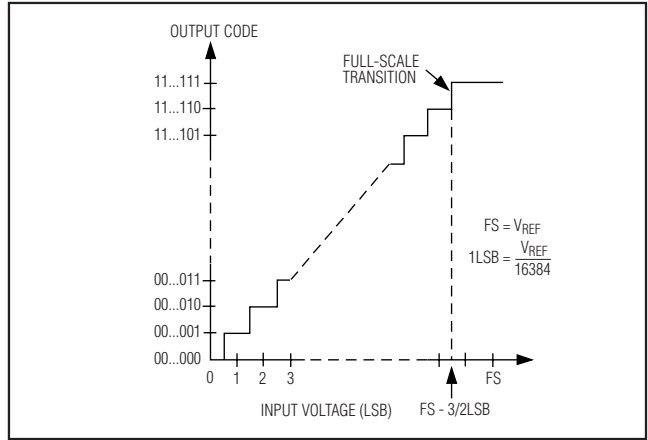 OUTPUT CODE
FULL-SCALE
TRANSITION
11...111
11...110
11...101
FS = VREF
1LSB = VREF
16384
00...011
00...010
00...001
00...000
0 1 2 3 FS
INPUT VOLTAGE (LSB) FS - 3/2LSB